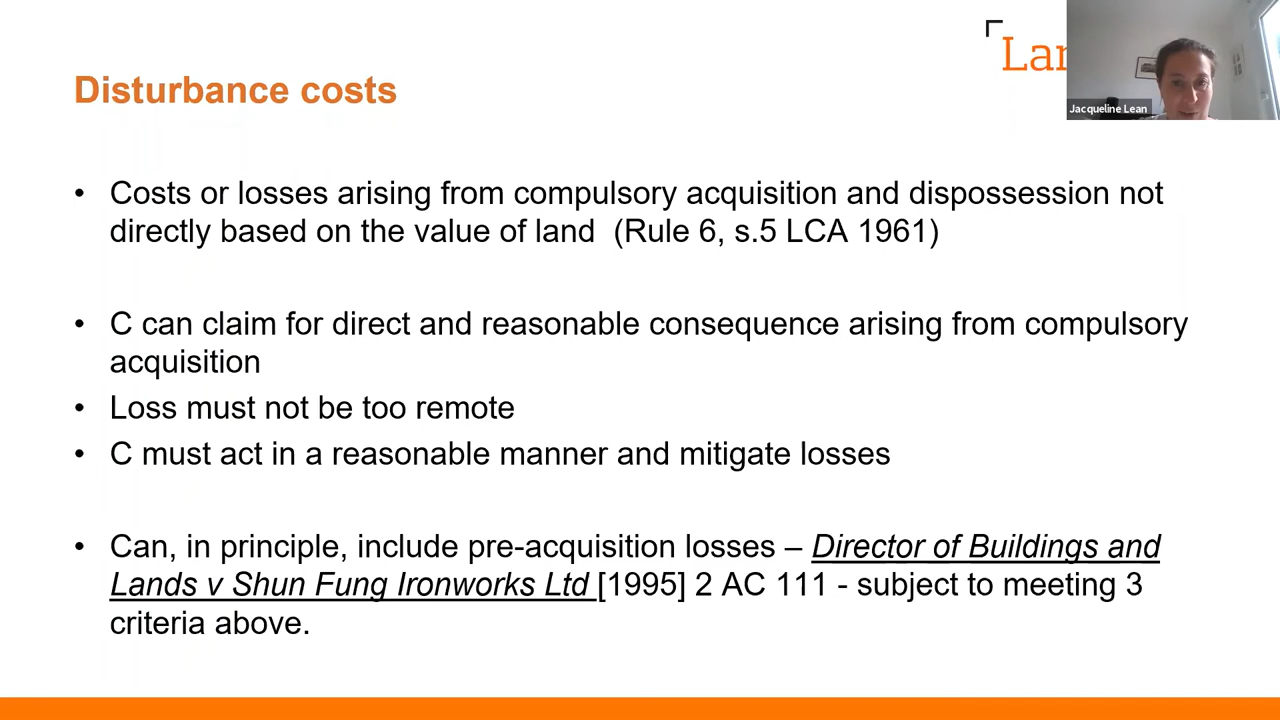 Lan
Jacqueline Lean
Disturbance costs
• Costs or losses arising from compulsory acquisition and dispossession not
directly based on the value of land (Rule 6, s.5 LCA 1961)
• C can claim for direct and reasonable consequence arising from compulsory
acquisition
• Loss must not be too remote
• C must act in a reasonable manner and mitigate losses
• Can, in principle, include pre-acquisition losses – Director of Buildings and
Lands v Shun Fung Ironworks Ltd [1995] 2 AC 111 - subject to meeting 3
criteria above.